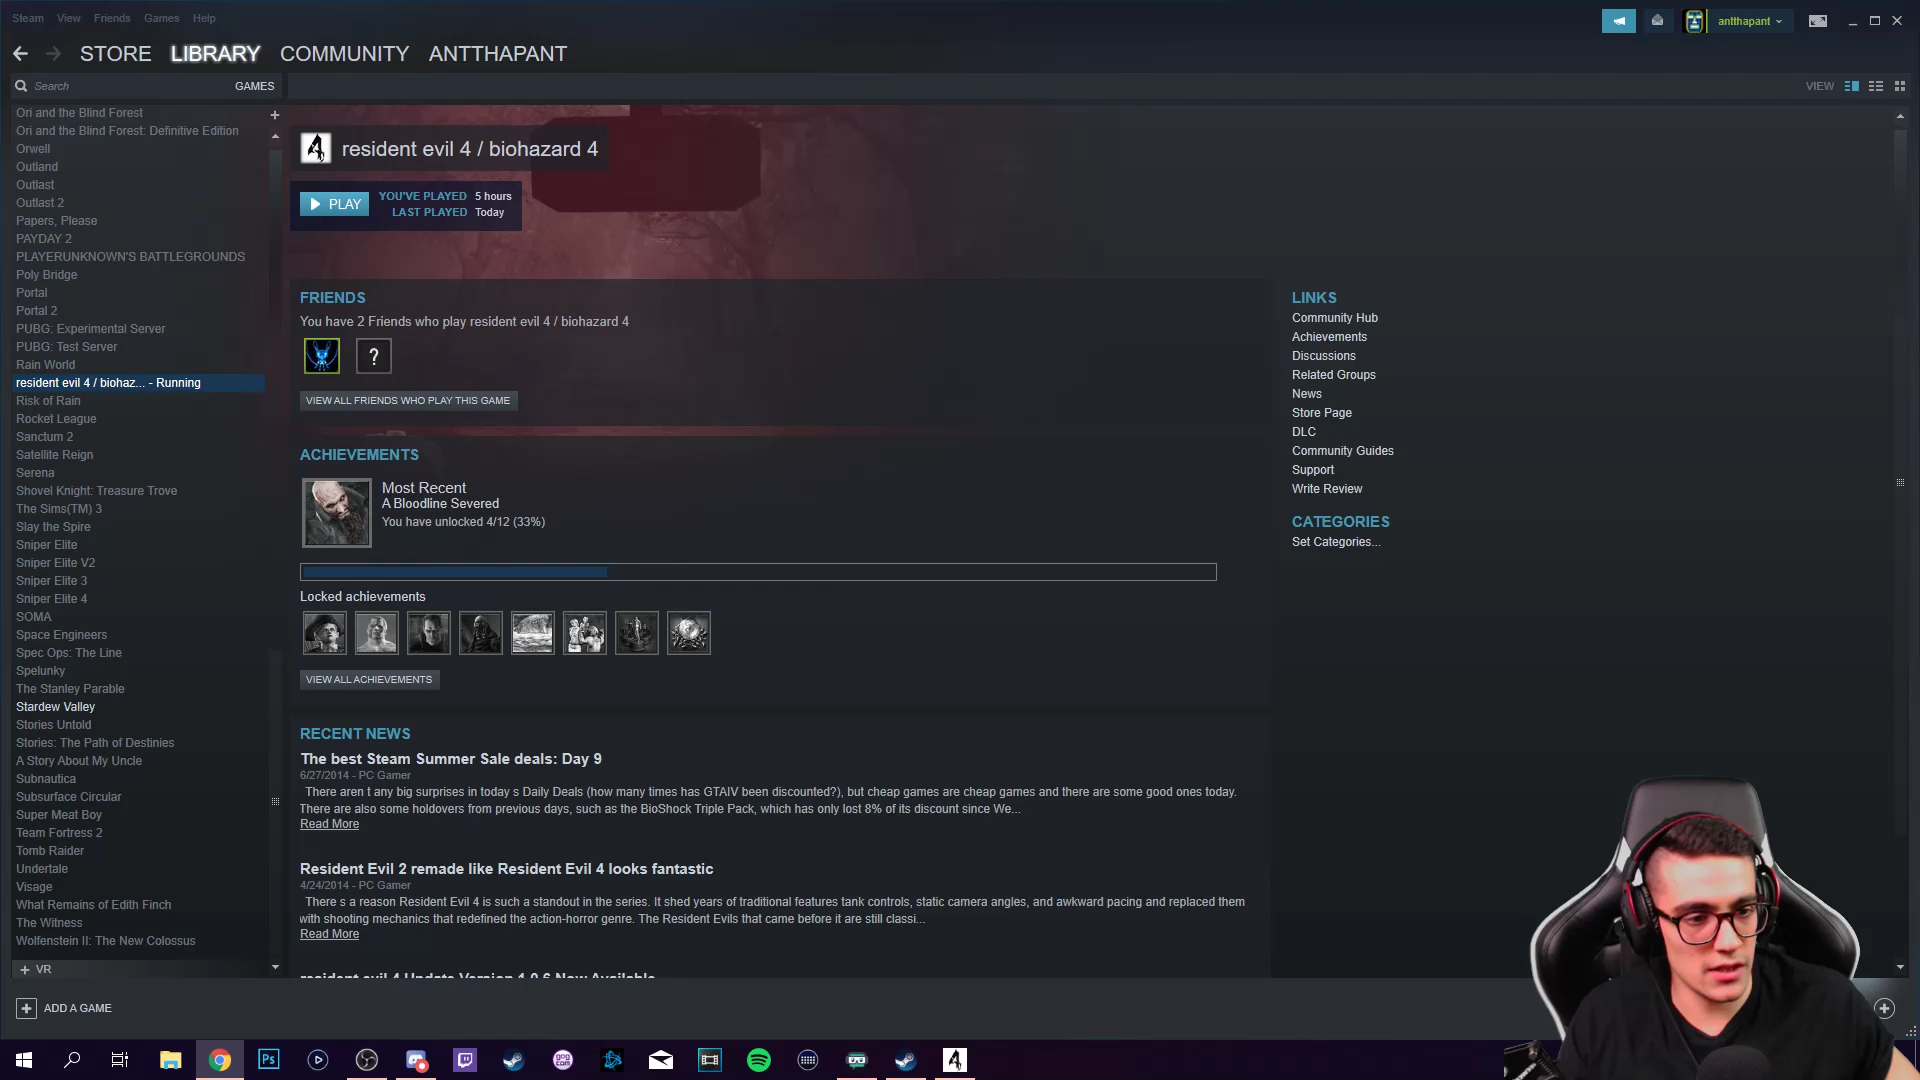 Steam View Friends Games Help
antthapant
STORE LIBRARY COMMUNITY ANTTHAPANT
Search GAMES
VIEW
Ori and the Blind Forest
Ori and the Blind Forest: Definitive Edition
Orwell
Outland
Outlast
Outlast 2
Papers, Please
PAYDAY 2
PLAYERUNKNOWN'S BATTLEGROUNDS
Poly Bridge
Portal
Portal 2
PUBG: Experimental Server
PUBG: Test Server
Rain World
resident evil 4 / biohaz... - Running
Risk of Rain
Rocket League
Sanctum 2
Satellite Reign
Serena
Shovel Knight: Treasure Trove
The Sims(TM) 3
Slay the Spire
Sniper Elite
Sniper Elite V2
Sniper Elite 3
Sniper Elite 4
SOMA
Space Engineers
Spec Ops: The Line
Spelunky
The Stanley Parable
Stardew Valley
Stories Untold
Stories: The Path of Destinies
A Story About My Uncle
Subnautica
Subsurface Circular
Super Meat Boy
Team Fortress 2
Tomb Raider
Undertale
Visage
What Remains of Edith Finch
The Witness
Wolfenstein II: The New Colossus
+ VR
ADD A GAME
4 resident evil 4 / biohazard 4
PLAY
YOU'VE PLAYED 5 hours
LAST PLAYED Today
FRIENDS
You have 2 Friends who play resident evil 4 / biohazard 4
?
VIEW ALL FRIENDS WHO PLAY THIS GAME
ACHIEVEMENTS
Most Recent
A Bloodline Severed
You have unlocked 4/12 (33%)
Locked achievements
VIEW ALL ACHIEVEMENTS
RECENT NEWS
The best Steam Summer Sale deals: Day 9
6/27/2014 - PC Gamer
There aren t any big surprises in today s Daily Deals (how many times has GTAIV been discounted?), but cheap games are cheap games and there are some good ones today.
There are also some holdovers from previous days, such as the BioShock Triple Pack, which has only lost 8% of its discount since We...
Read More
Resident Evil 2 remade like Resident Evil 4 looks fantastic
4/24/2014 - PC Gamer
There s a reason Resident Evil 4 is such a standout in the series. It shed years of traditional features tank controls, static camera angles, and awkward pacing and replaced them
with shooting mechanics that redefined the action-horror genre. The Resident Evils that came before it are still classi...
Read More
resident evil 4 Update Version 1.0.6 Now Available
LINKS
Community Hub
Achievements
Discussions
Related Groups
News
Store Page
DLC
Community Guides
Support
Write Review
CATEGORIES
Set Categories...
Ps
gog
com
4